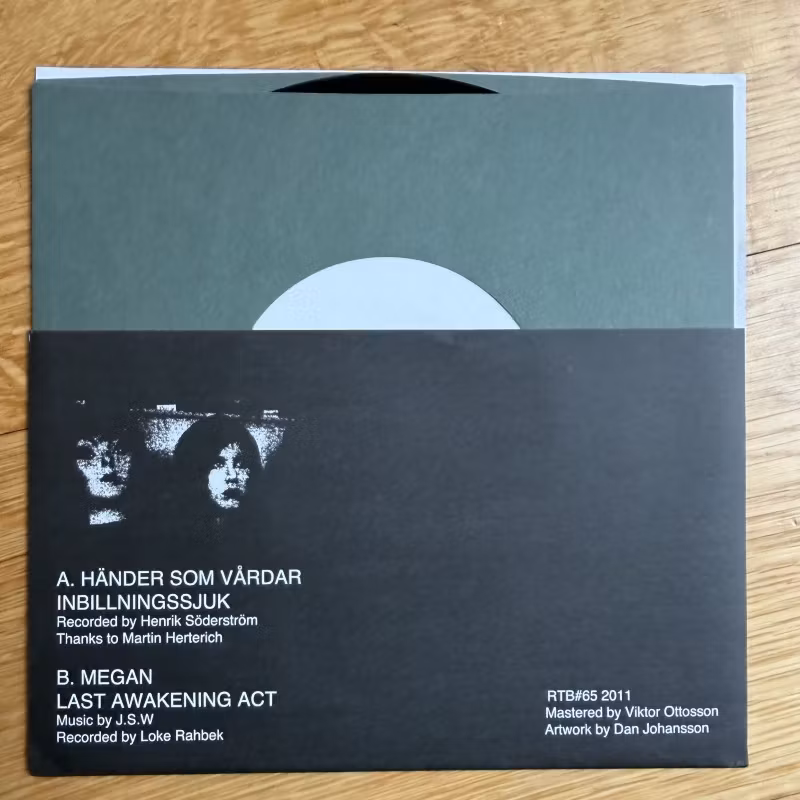 A. HÄNDER SOM VÅRDAR
INBILLNINGSSJUK
Recorded by Henrik Söderström
Thanks to Martin Herterich
B. MEGAN
LAST AWAKENING ACT
Music by J.S.W
Recorded by Loke Rahbek
RTB#65 2011
Mastered by Viktor Ottosson
Artwork by Dan Johansson